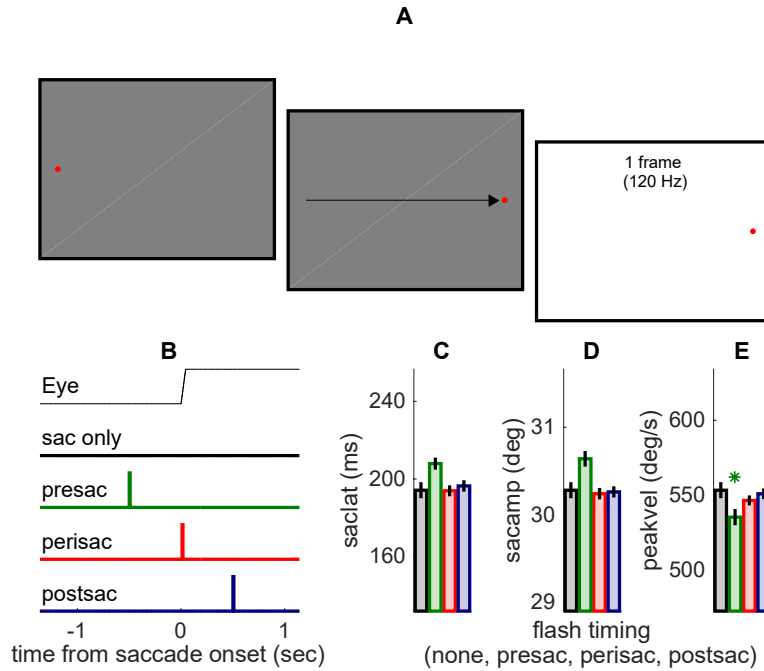 A
1 frame
(120 Hz)
B
Eye
sac only
presac
perisac
postsac
-1 0 1
time from saccade onset (sec)
C
240
200
160
saclat (ms)
D
31
30
29
sacamp (deg)
E
600
550
500
peakvel (deg/s)
*
flash timing
(none, presac, perisac, postsac)